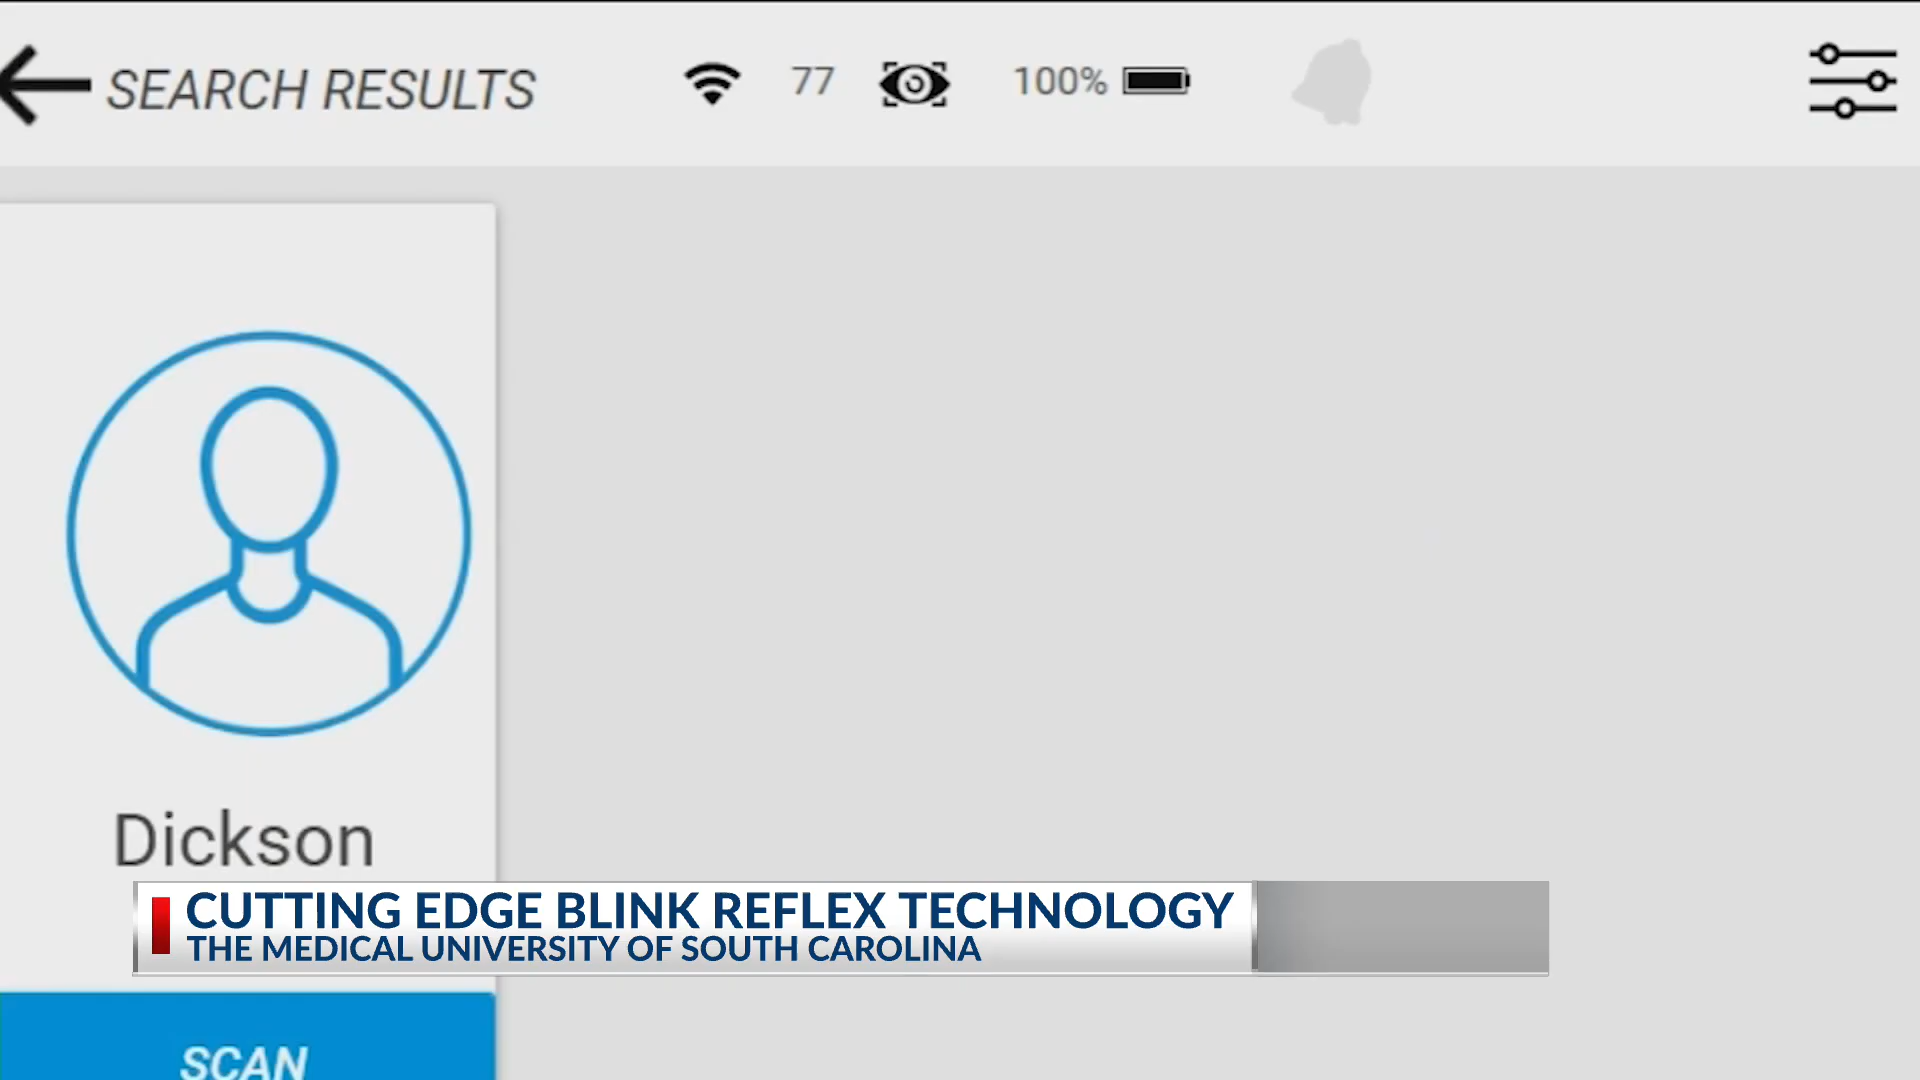 SEARCH RESULTS
77
100%
Dickson
CUTTING EDGE BLINK REFLEX TECHNOLOGY
THE MEDICAL UNIVERSITY OF SOUTH CAROLINA
SCAN